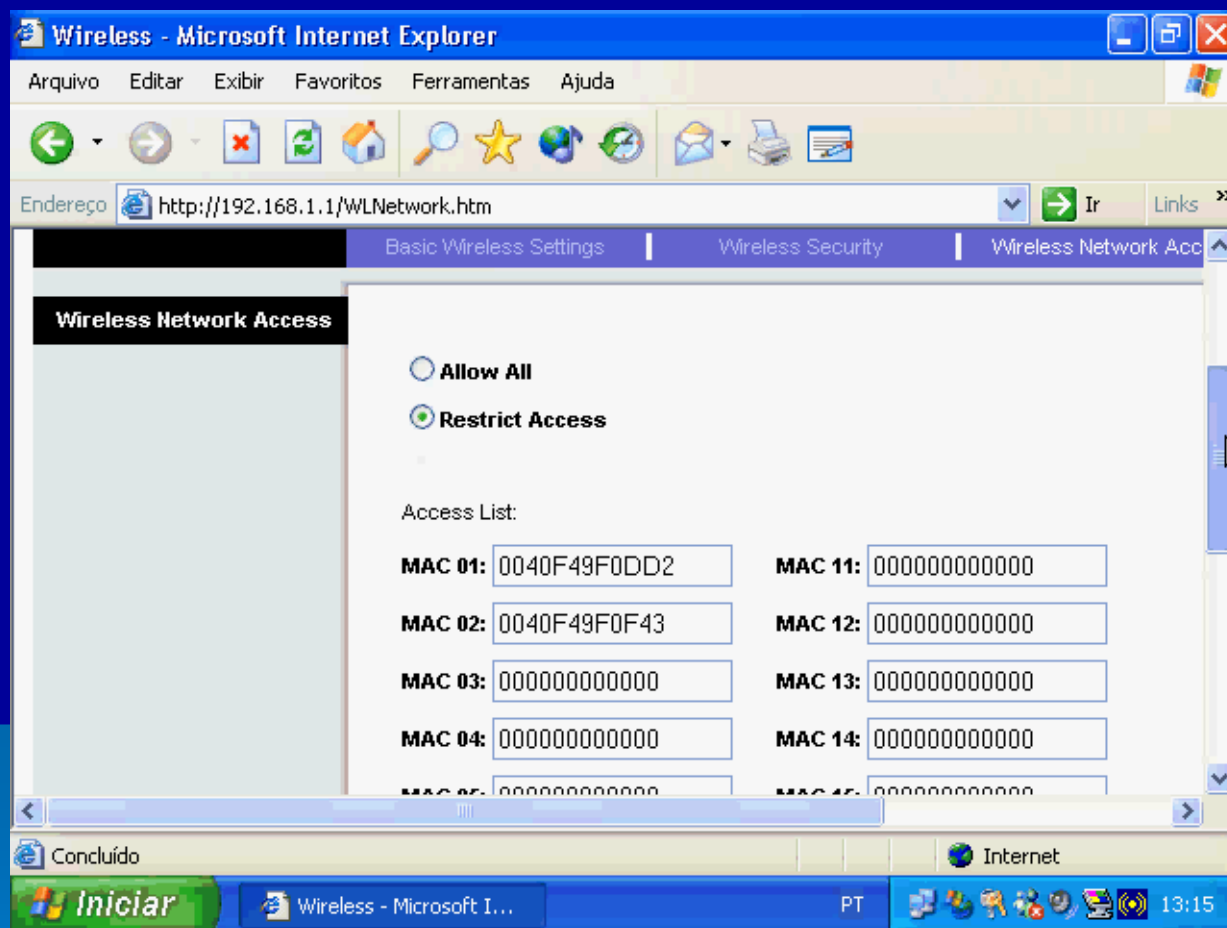 Wireless - Microsoft Internet Explorer
Arquivo Editar Exibir Favoritos Ferramentas Ajuda
Endereço http://192.168.1.1/WLNetwork.htm Ir Links »
Basic Wireless Settings Wireless Security Wireless Network Acc
Wireless Network Access
Allow All
Restrict Access
Access List:
MAC 01: 0040F49F0DD2 MAC 11: 000000000000
MAC 02: 0040F49F0F43 MAC 12: 000000000000
MAC 03: 000000000000 MAC 13: 000000000000
MAC 04: 000000000000 MAC 14: 000000000000
Concluído Internet
Iniciar Wireless - Microsoft I... PT 13:15